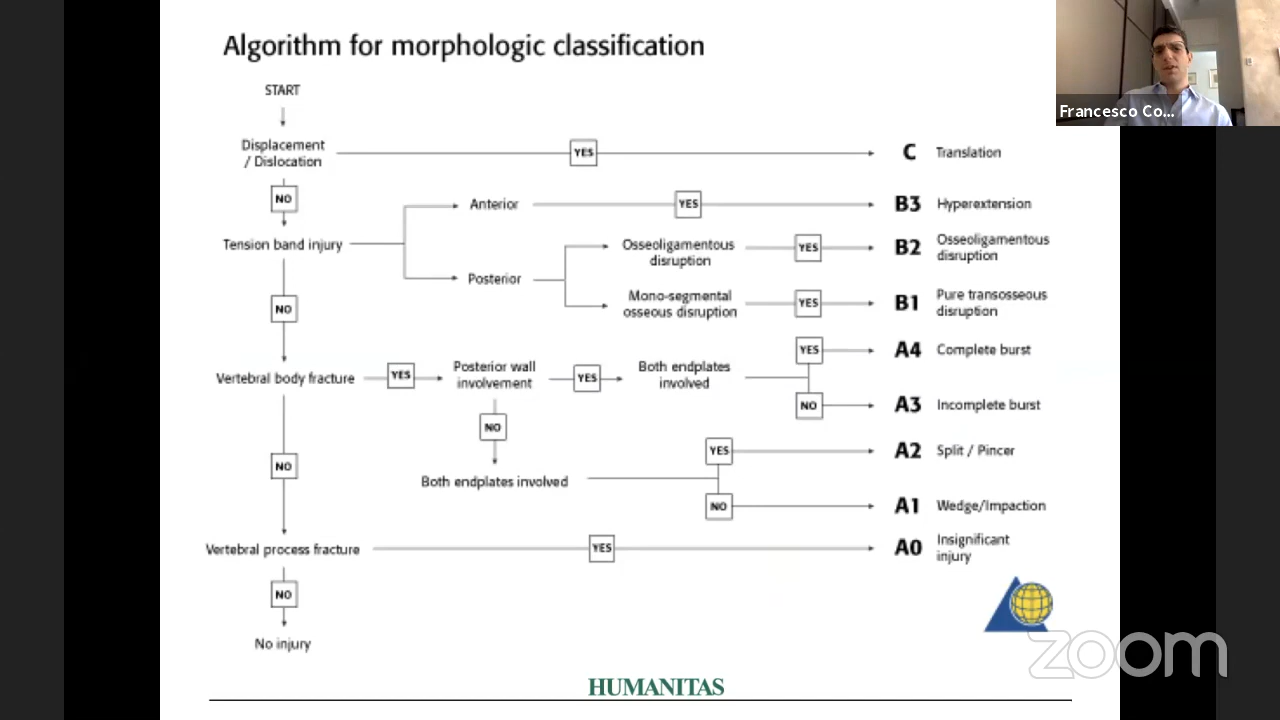 Algorithm for morphologic classification
Francesco Co...
START
Displacement
/ Dislocation
YES
C Translation
NO
Anterior
YES
B3 Hyperextension
Tension band injury
Osseoligamentous
disruption
YES
B2 Osseoligamentous
disruption
Posterior
Mono-segmental
osseous disruption
YES
B1 Pure transosseous
disruption
NO
YES
A4 Complete burst
Vertebral body fracture
YES
Posterior wall
involvement
YES
Both endplates
involved
NO
A3 Incomplete burst
NO
YES
A2 Split / Pincer
NO
Both endplates involved
NO
A1 Wedge/Impaction
Vertebral process fracture
YES
A0 Insignificant
injury
NO
No injury
zoom
HUMANITAS